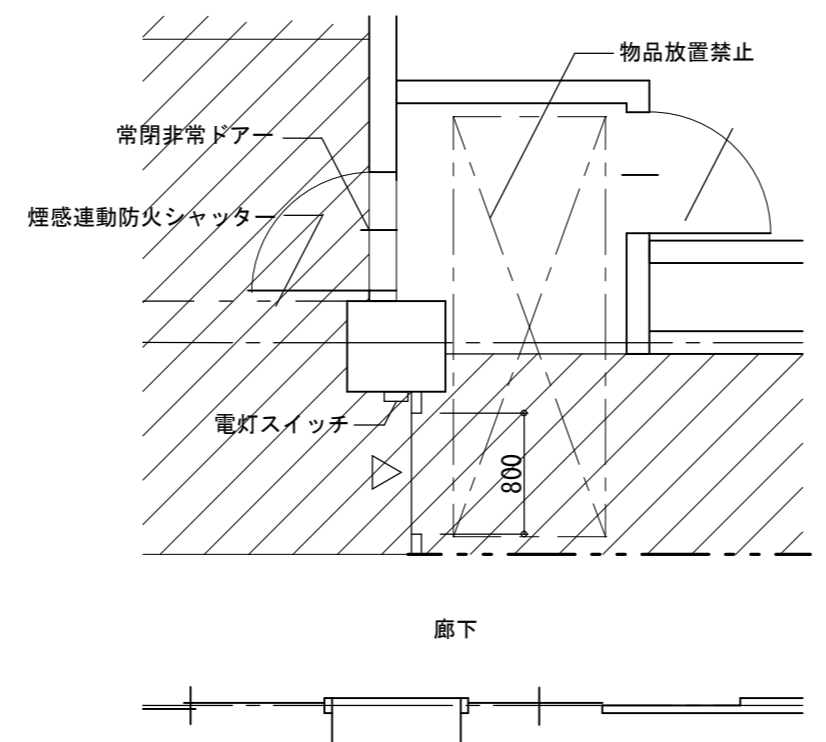 物品放置禁止
常閉非常ドアー
煙感連動防火シャッター
電灯スイッチ
800
廊下